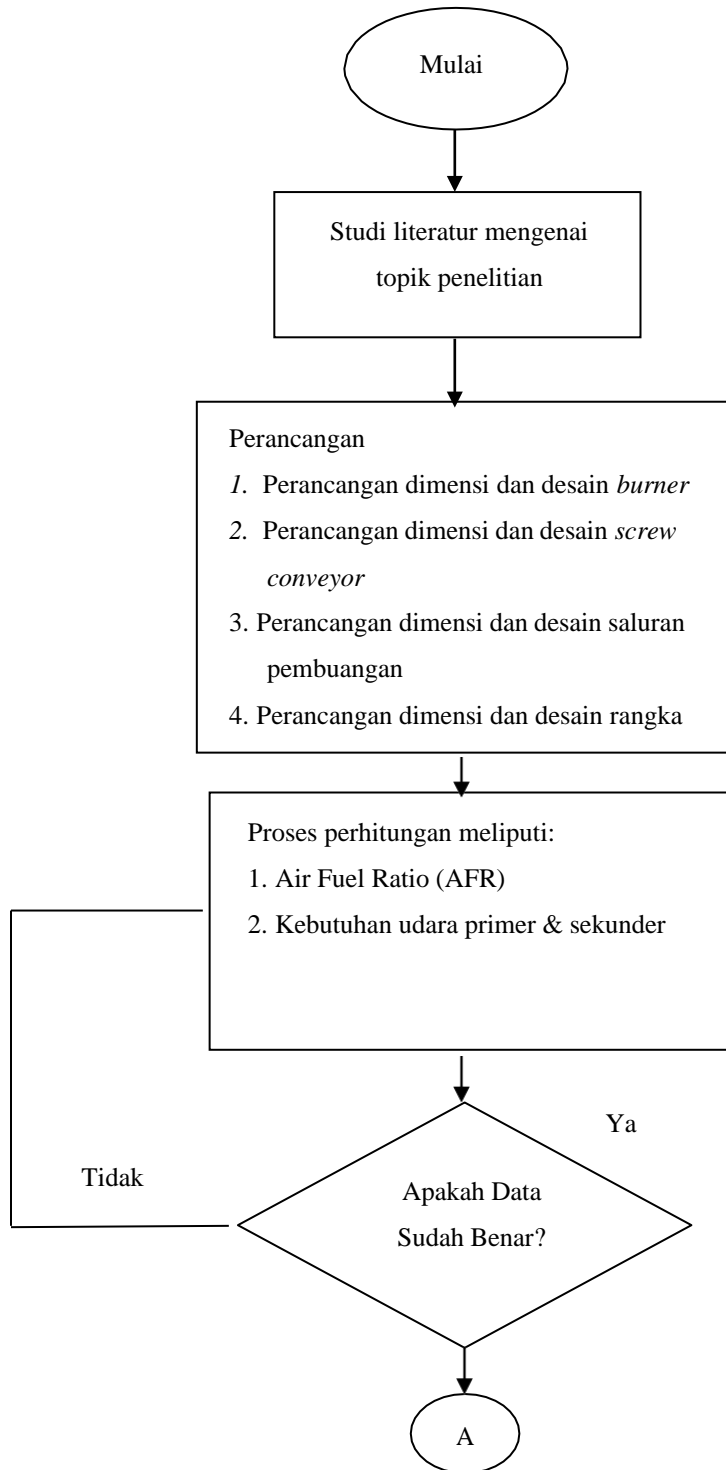 Mulai
Studi literatur mengenai
topik penelitian
Perancangan
1. Perancangan dimensi dan desain burner
2. Perancangan dimensi dan desain screw
conveyor
3. Perancangan dimensi dan desain saluran
pembuangan
4. Perancangan dimensi dan desain rangka
Proses perhitungan meliputi:
1. Air Fuel Ratio (AFR)
2. Kebutuhan udara primer & sekunder
Ya
Tidak
Apakah Data
Sudah Benar?
A